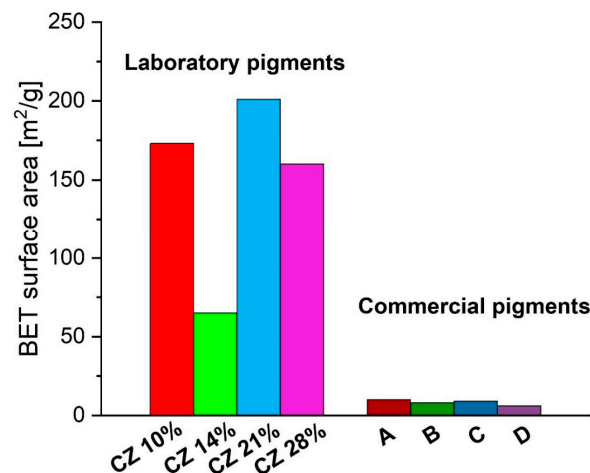 BET surface area [m²/g]
250
200
150
100
50
0
Laboratory pigments
Commercial pigments
CZ 10%
CZ 14%
CZ 21%
CZ 28%
A
B
C
D